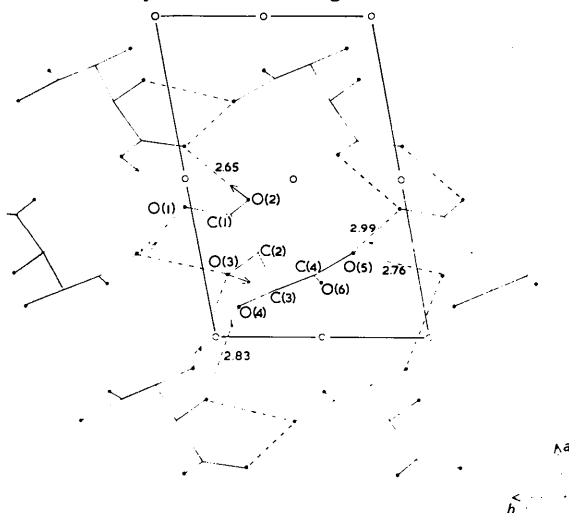 2.65
O(1)
O(2)
C(1)
2.99
O(3)
C(2)
O(5)
C(4)
2.76
O(6)
C(3)
O(4)
2.83
a
b